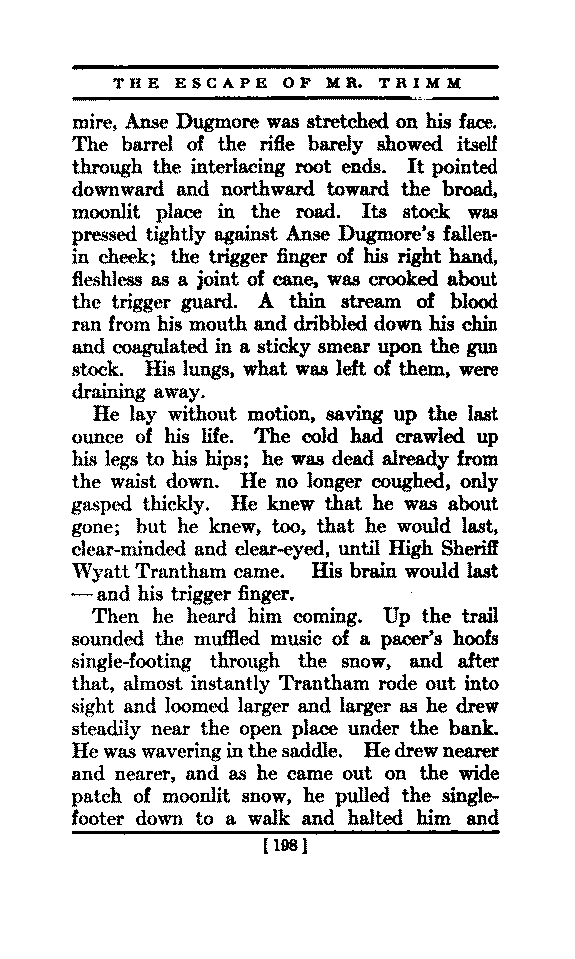 THE ESCAPE OF MR. TRIMM
mire, Anse Dugmore was stretched on his face.
The barrel of the rifle barely showed itself
through the interlacing root ends. It pointed
downward and northward toward the broad,
moonlit place in the road. Its stock was
pressed tightly against Anse Dugmore's fallen-
in cheek; the trigger finger of his right hand,
fleshless as a joint of cane, was crooked about
the trigger guard. A thin stream of blood
ran from his mouth and dribbled down his chin
and coagulated in a sticky smear upon the gun
stock. His lungs, what was left of them, were
draining away.
He lay without motion, saving up the last
ounce of his life. The cold had crawled up
his legs to his hips; he was dead already from
the waist down. He no longer coughed, only
gasped thickly. He knew that he was about
gone; but he knew, too, that he would last,
clear-minded and clear-eyed, until High Sheriff
Wyatt Trantham came. His brain would last
—and his trigger finger.
Then he heard him coming. Up the trail
sounded the muffled music of a pacer's hoofs
single-footing through the snow, and after
that, almost instantly Trantham rode out into
sight and loomed larger and larger as he drew
steadily near the open place under the bank.
He was wavering in the saddle. He drew nearer
and nearer, and as he came out on the wide
patch of moonlit snow, he pulled the single-
footer down to a walk and halted him and
[198]